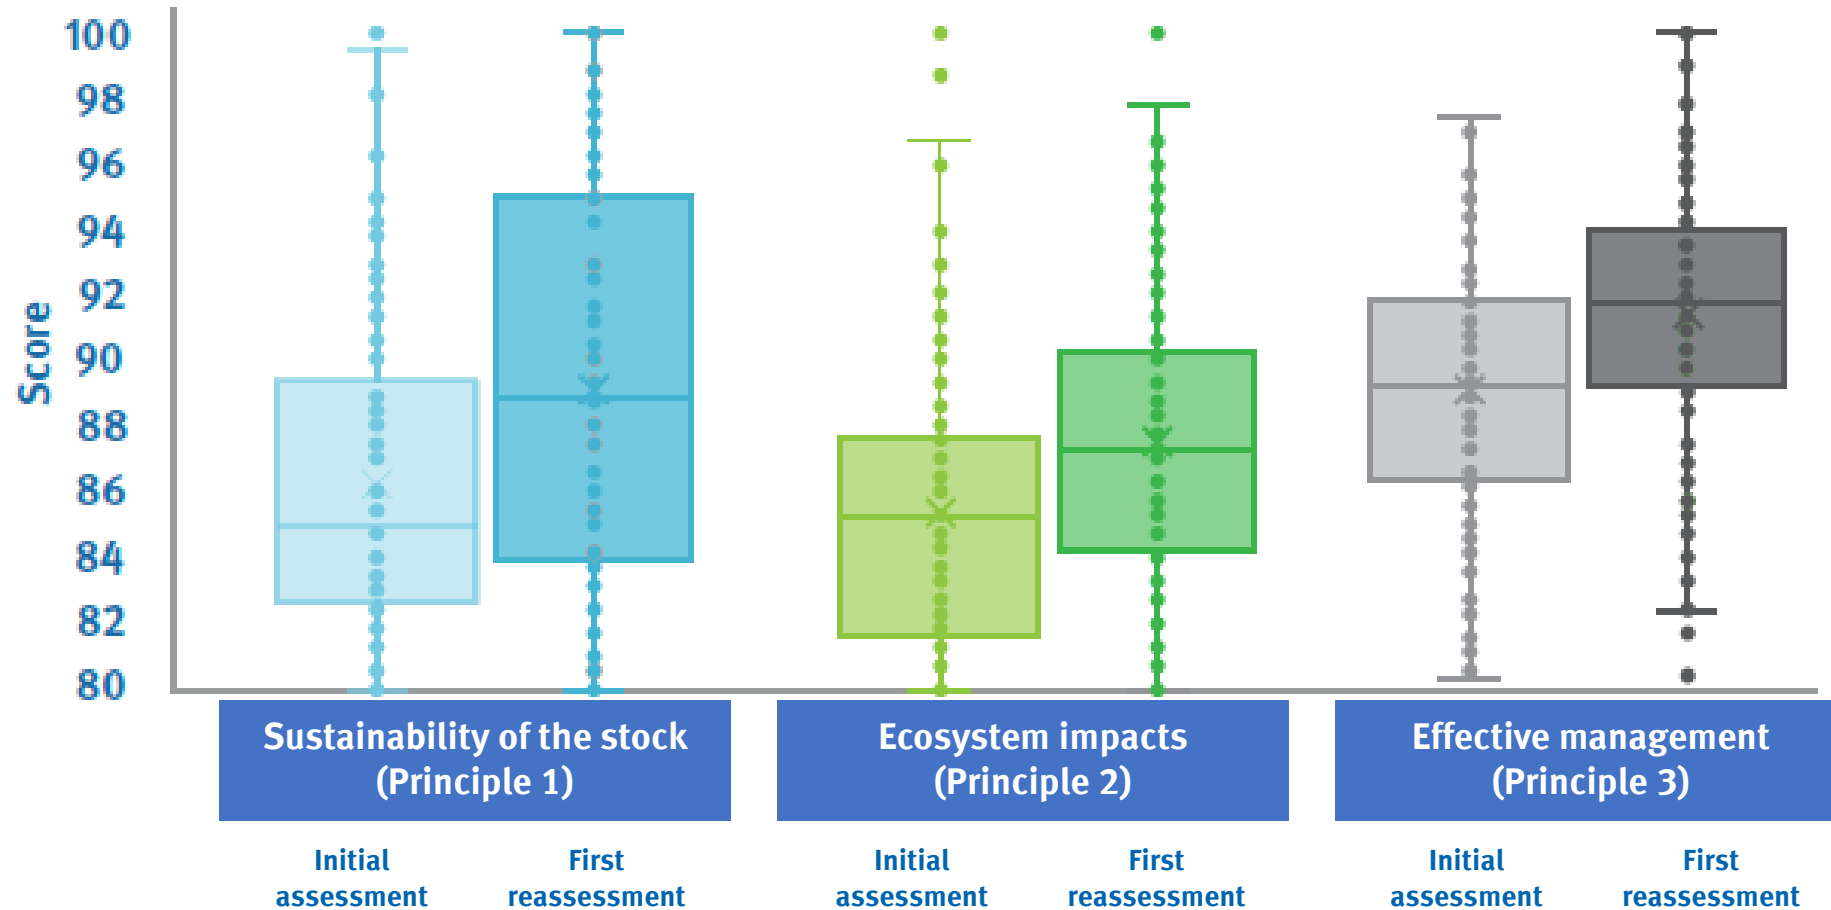 100
98
96
94
92
90
88
86
84
82
80
Score
Sustainability of the stock
(Principle 1)
Ecosystem impacts
(Principle 2)
Effective management
(Principle 3)
Initial
assessment
First
reassessment
Initial
assessment
First
reassessment
Initial
assessment
First
reassessment